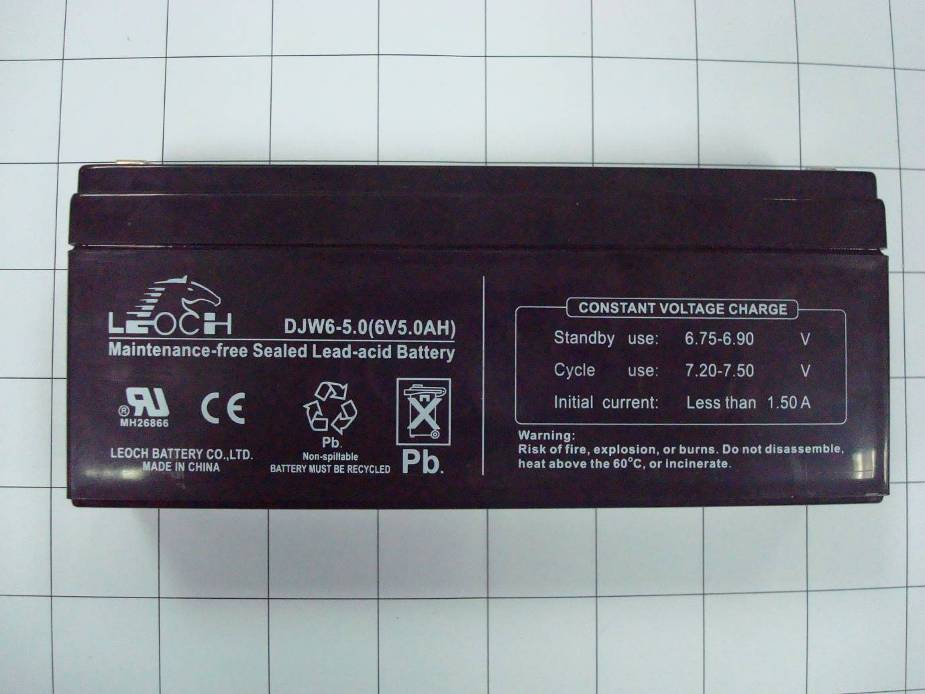 LEOCH
DJW6-5.0(6V5.0AH)
Maintenance-free Sealed Lead-acid Battery
MH26866
Pb.
Non-spillable
BATTERY MUST BE RECYCLED
Pb.
LEOCH BATTERY CO.,LTD.
MADE IN CHINA
CONSTANT VOLTAGE CHARGE
Standby use: 6.75-6.90 V
Cycle use: 7.20-7.50 V
Initial current: Less than 1.50 A
Warning:
Risk of fire, explosion, or burns. Do not disassemble,
heat above the 60°C, or incinerate.